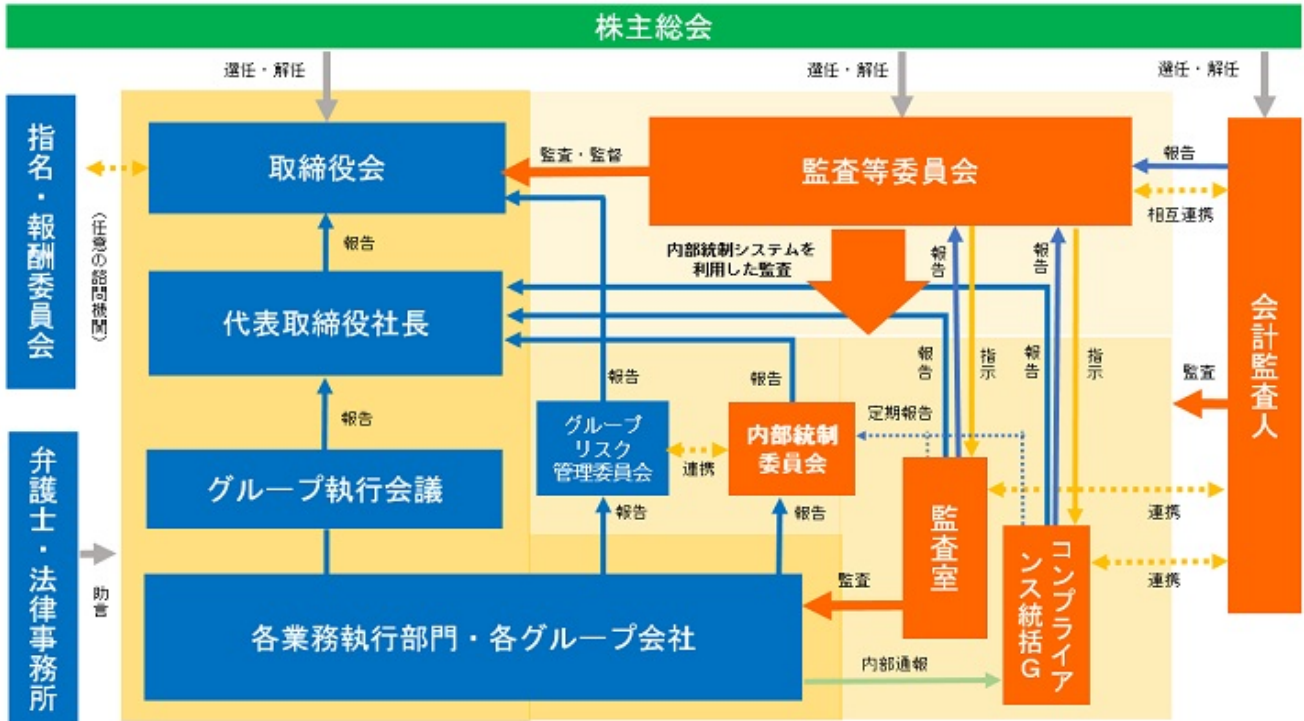 株主総会
選任・解任
選任・解任
選任・解任
指名・報酬委員会
（任意の諮問機関）
取締役会
監査・監督
監査等委員会
報告
相互連携
会計監査人
報告
内部統制システムを
利用した監査
報告
報告
代表取締役社長
報告
報告
報告
指示
報告
指示
監査
報告
グループ
リスク
管理委員会
連携
内部統制
委員会
定期報告
弁護士・法律事務所
助言
グループ執行会議
報告
報告
監査室
連携
コンプライア
ンス統括G
連携
各業務執行部門・各グループ会社
監査
内部通報